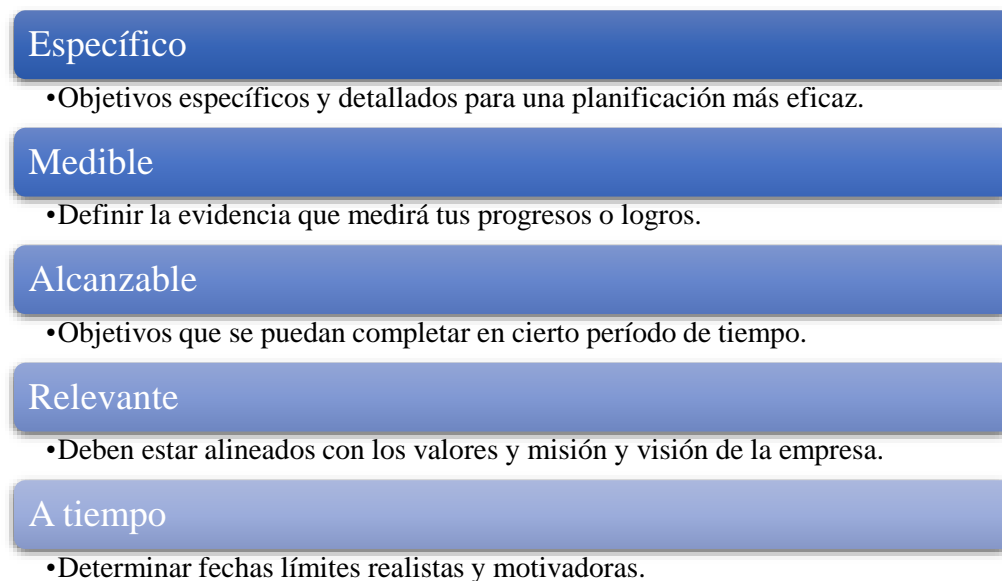 Específico
•Objetivos específicos y detallados para una planificación más eficaz.
Medible
•Definir la evidencia que medirá tus progresos o logros.
Alcanzable
•Objetivos que se puedan completar en cierto período de tiempo.
Relevante
•Deben estar alineados con los valores y misión y visión de la empresa.
A tiempo
•Determinar fechas límites realistas y motivadoras.